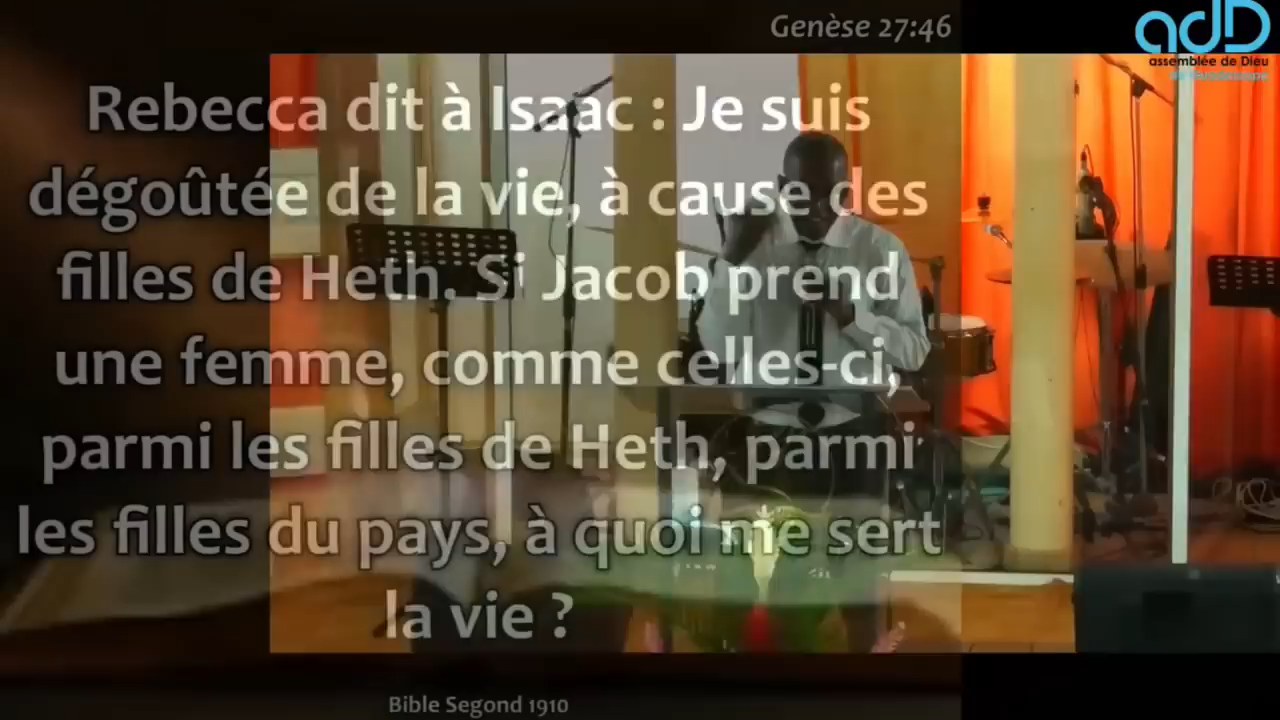 Genèse 27:46
adD
assemblée de Dieu
Rebecca dit à Isaac : Je suis
dégoûtée de la vie, à cause des
filles de Heth. Si Jacob prend
une femme, comme celles-ci,
parmi les filles de Heth, parmi
les filles du pays, à quoi me sert
la vie ?
Bible Segond 1910